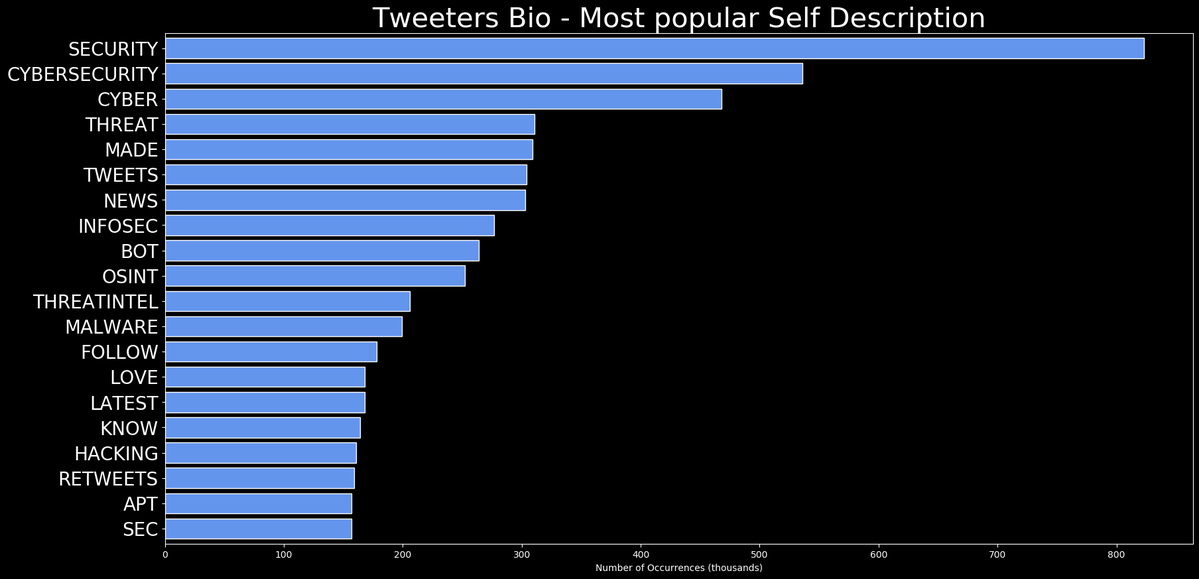 Tweeters Bio - Most popular Self Description
SECURITY
CYBERSECURITY
CYBER
THREAT
MADE
TWEETS
NEWS
INFOSEC
BOT
OSINT
THREATINTEL
MALWARE
FOLLOW
LOVE
LATEST
KNOW
HACKING
RETWEETS
APT
SEC
0 100 200 300 400 500 600 700 800
Number of Occurrences (thousands)